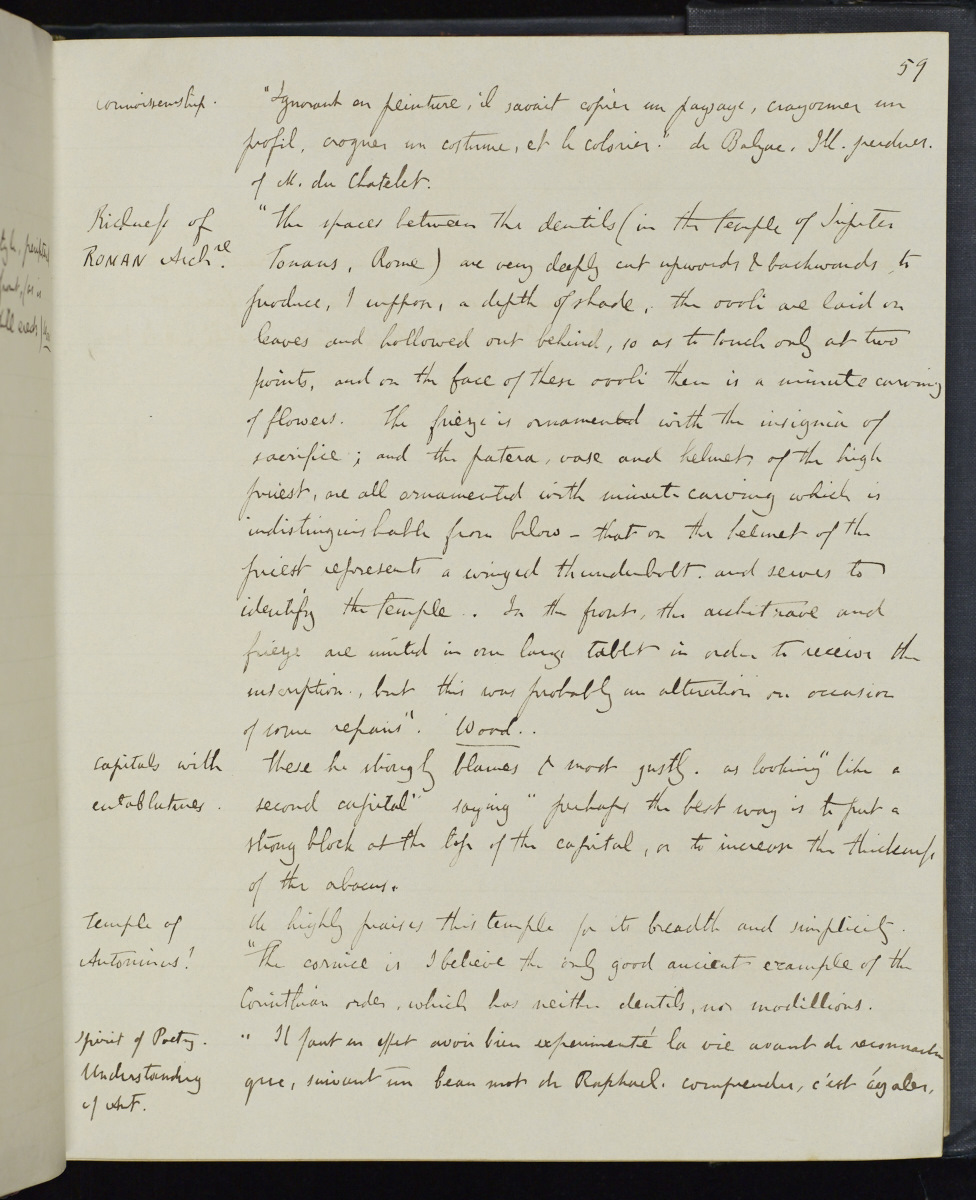 59
connoisseurship. "Ignorant en peinture, il savait copier un paysage, crayonner un
profil, croquer un costume, et le colorier." de Balzac. Ill. perdues.
of M. du Chatelet.
Richness of "The spaces between the dentils (in the temple of Jupiter
ROMAN Archre. Tonans, Rome) are very deeply cut upwords & backwards, to
produce, I suppose, a depth of shade,. the ovoli are laid on
leaves and hollowed out behind, so as to touch only at two
points, and on the face of these ovoli there is a minute carving
of flowers. The frieze is ornamented with the insignia of
sacrifice; and the patera, vase and helmet, of the high
priest, are all ornamented with minute carving which is
indistinguishable from below - that on the helmet of the
priest represents a winged thunderbolt. and serves to
identify the temple.. In the front, the architrave and
frieze are united in one large tablet in order to receive the
inscription., but this was probably an alteration on occasion
of some repairs". Wood..
capitals with These he strongly blames & most justly. as looking "like a
entablatures. second capital" saying "perhaps the best way is to put a
strong block at the top of the capital, or to increase the thickness,
of the abacus.
Temple of He highly praises this temple for its breadth and simplicity.
Antoninus! "The cornice is I believe the only good ancient example of the
Corinthian order, which has neither dentils, nor modillions.
Spirit of Poetry. " Il faut en effet avoir bien experimenté la vie avant de reconnaitre
Understanding que, suivant un beau mot de Raphael. comprendre, c'est égaler,
of Art.